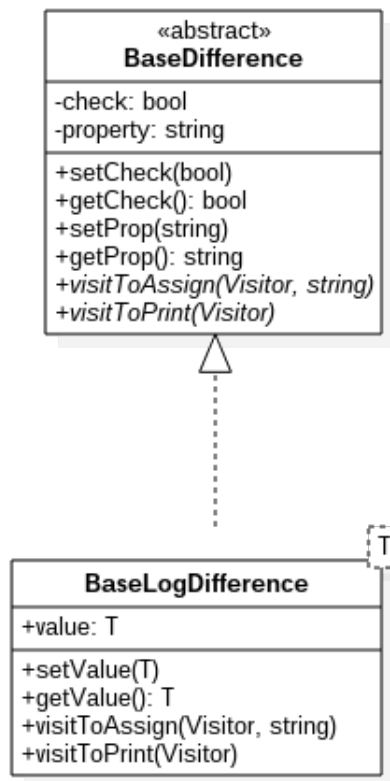 «abstract»
BaseDifference
-check: bool
-property: string
+setCheck(bool)
+getCheck(): bool
+setProp(string)
+getProp(): string
+visitToAssign(Visitor, string)
+visitToPrint(Visitor)
T
BaseLogDifference
+value: T
+setValue(T)
+getValue(): T
+visitToAssign(Visitor, string)
+visitToPrint(Visitor)